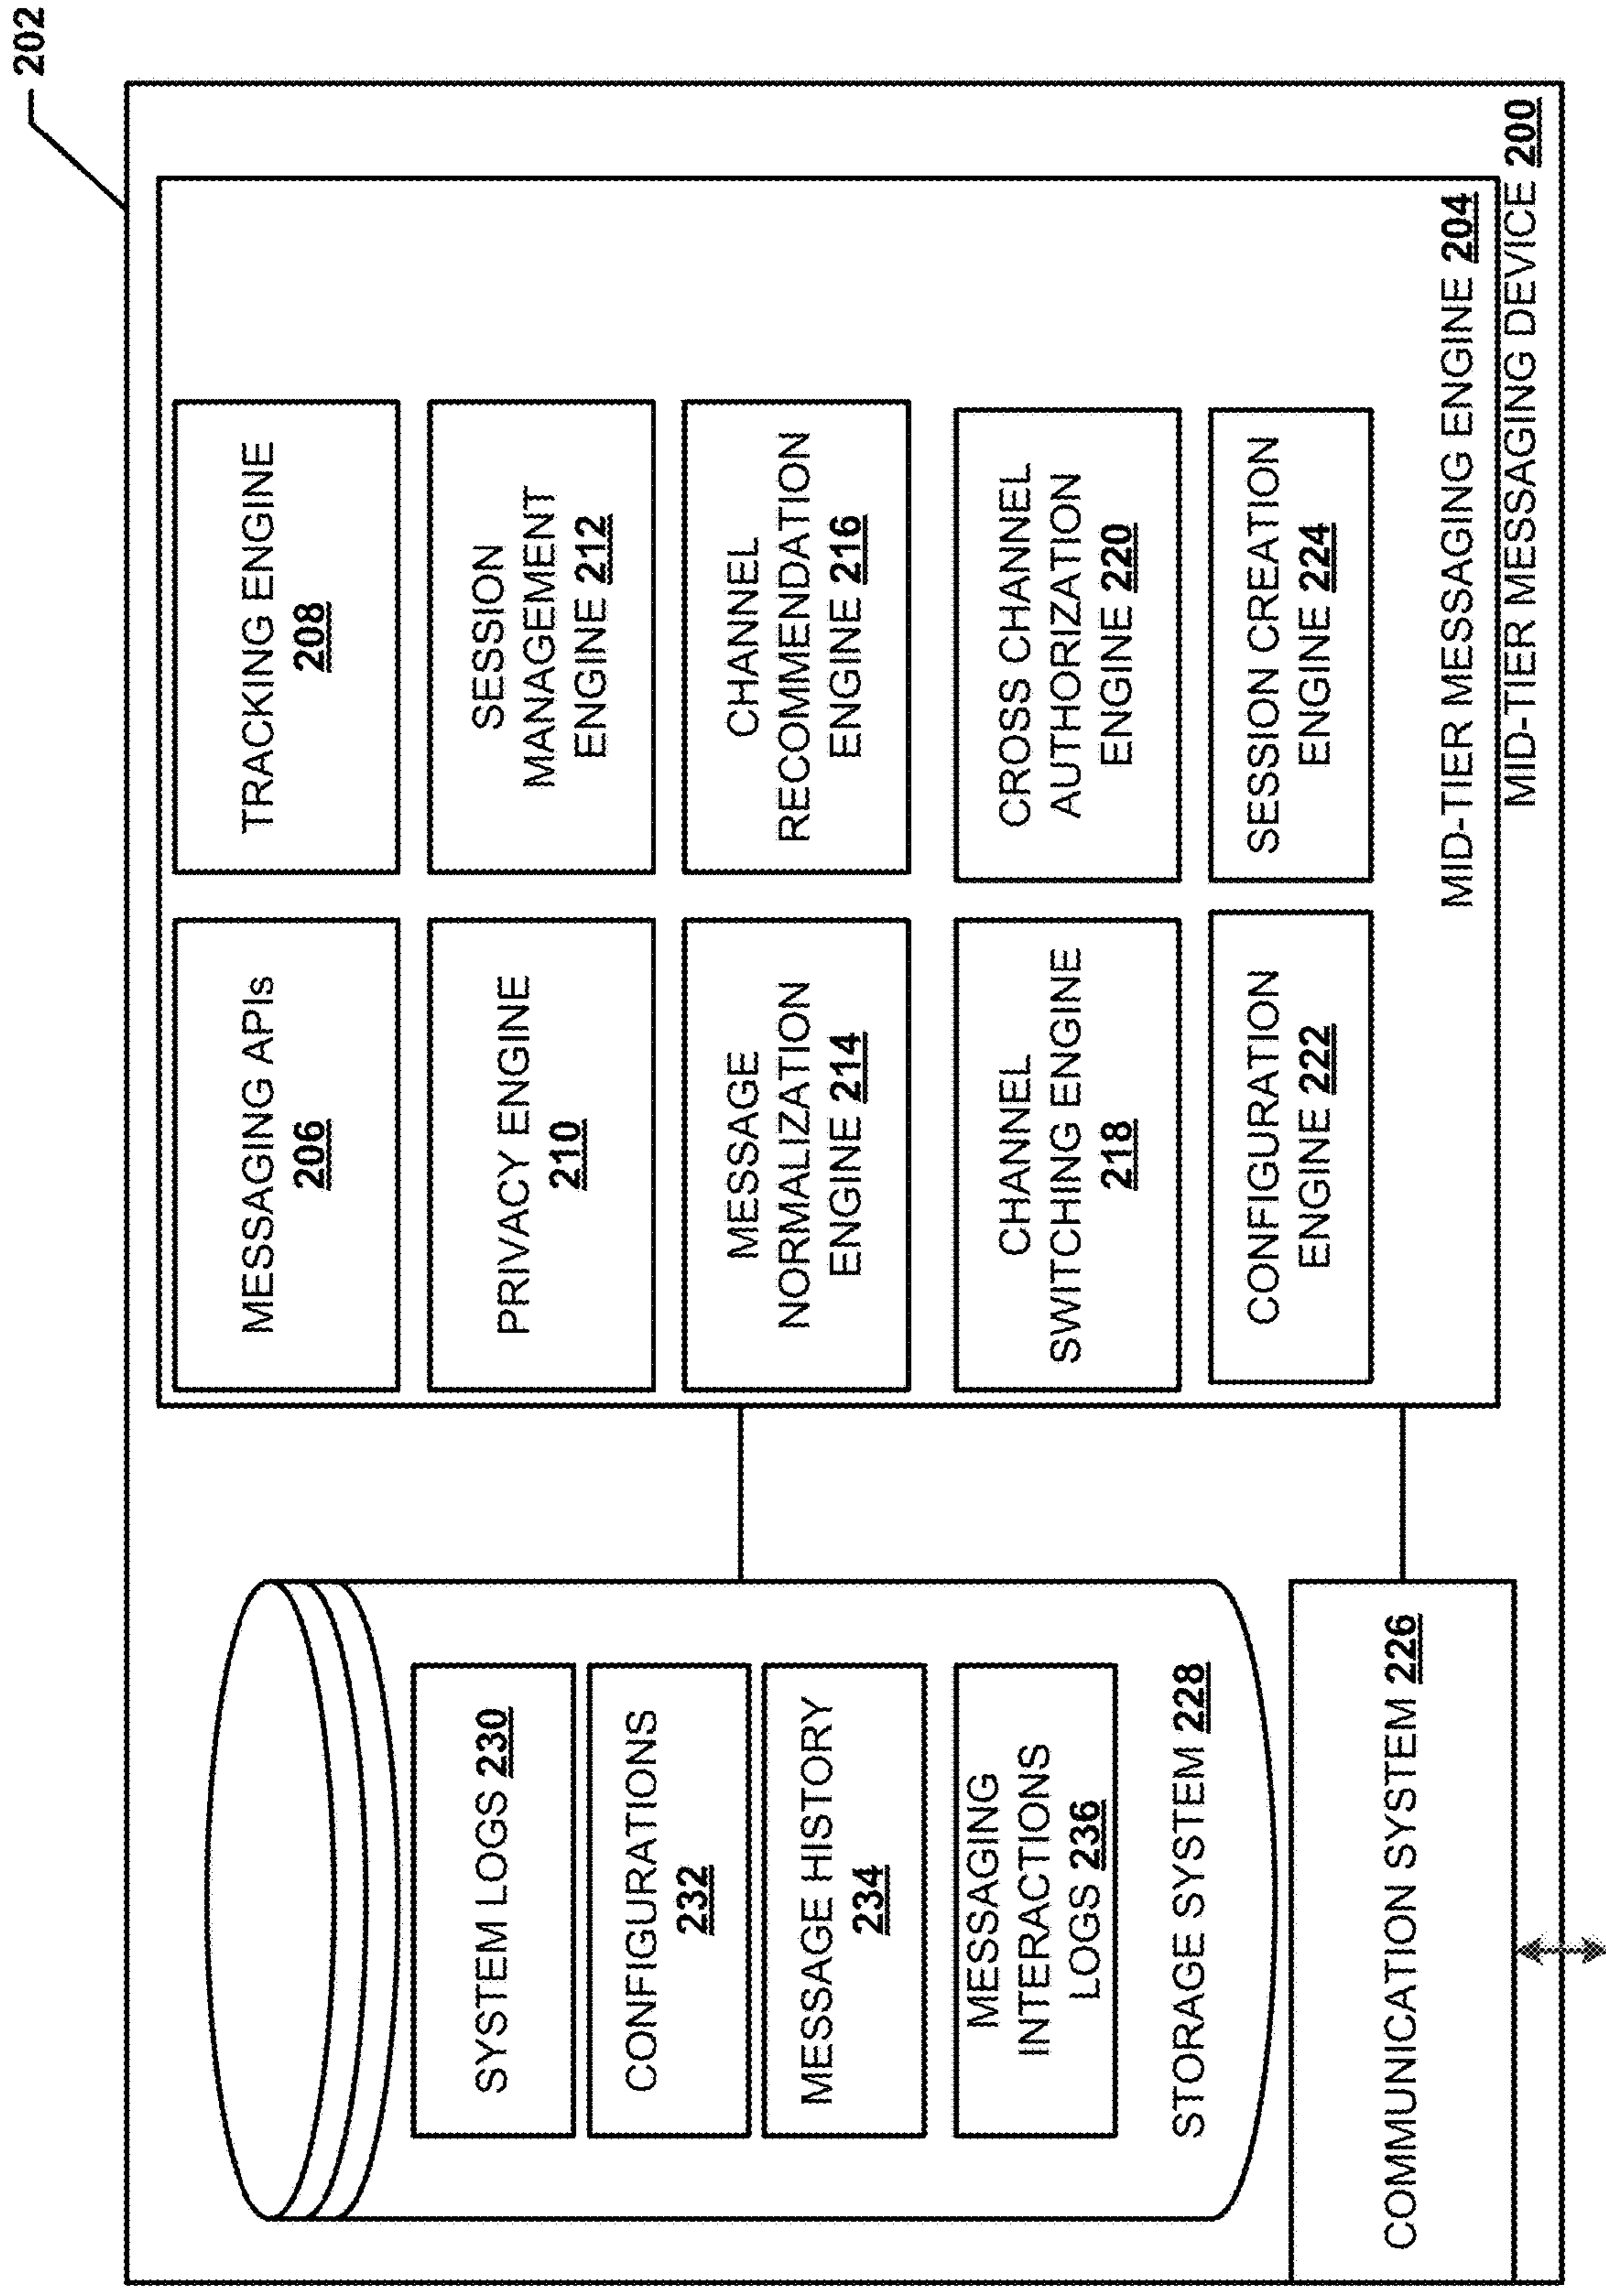 202
SYSTEM LOGS 230
CONFIGURATIONS
232
MESSAGE HISTORY
234
MESSAGING
INTERACTIONS
LOGS 236
STORAGE SYSTEM 228
COMMUNICATION SYSTEM 226
MESSAGING APIs
206
TRACKING ENGINE
208
PRIVACY ENGINE
210
SESSION
MANAGEMENT
ENGINE 212
MESSAGE
NORMALIZATION
ENGINE 214
CHANNEL
RECOMMENDATION
ENGINE 216
CHANNEL
SWITCHING ENGINE
218
CROSS CHANNEL
AUTHORIZATION
ENGINE 220
CONFIGURATION
ENGINE 222
SESSION CREATION
ENGINE 224
MID-TIER MESSAGING ENGINE 204
MID-TIER MESSAGING DEVICE 200